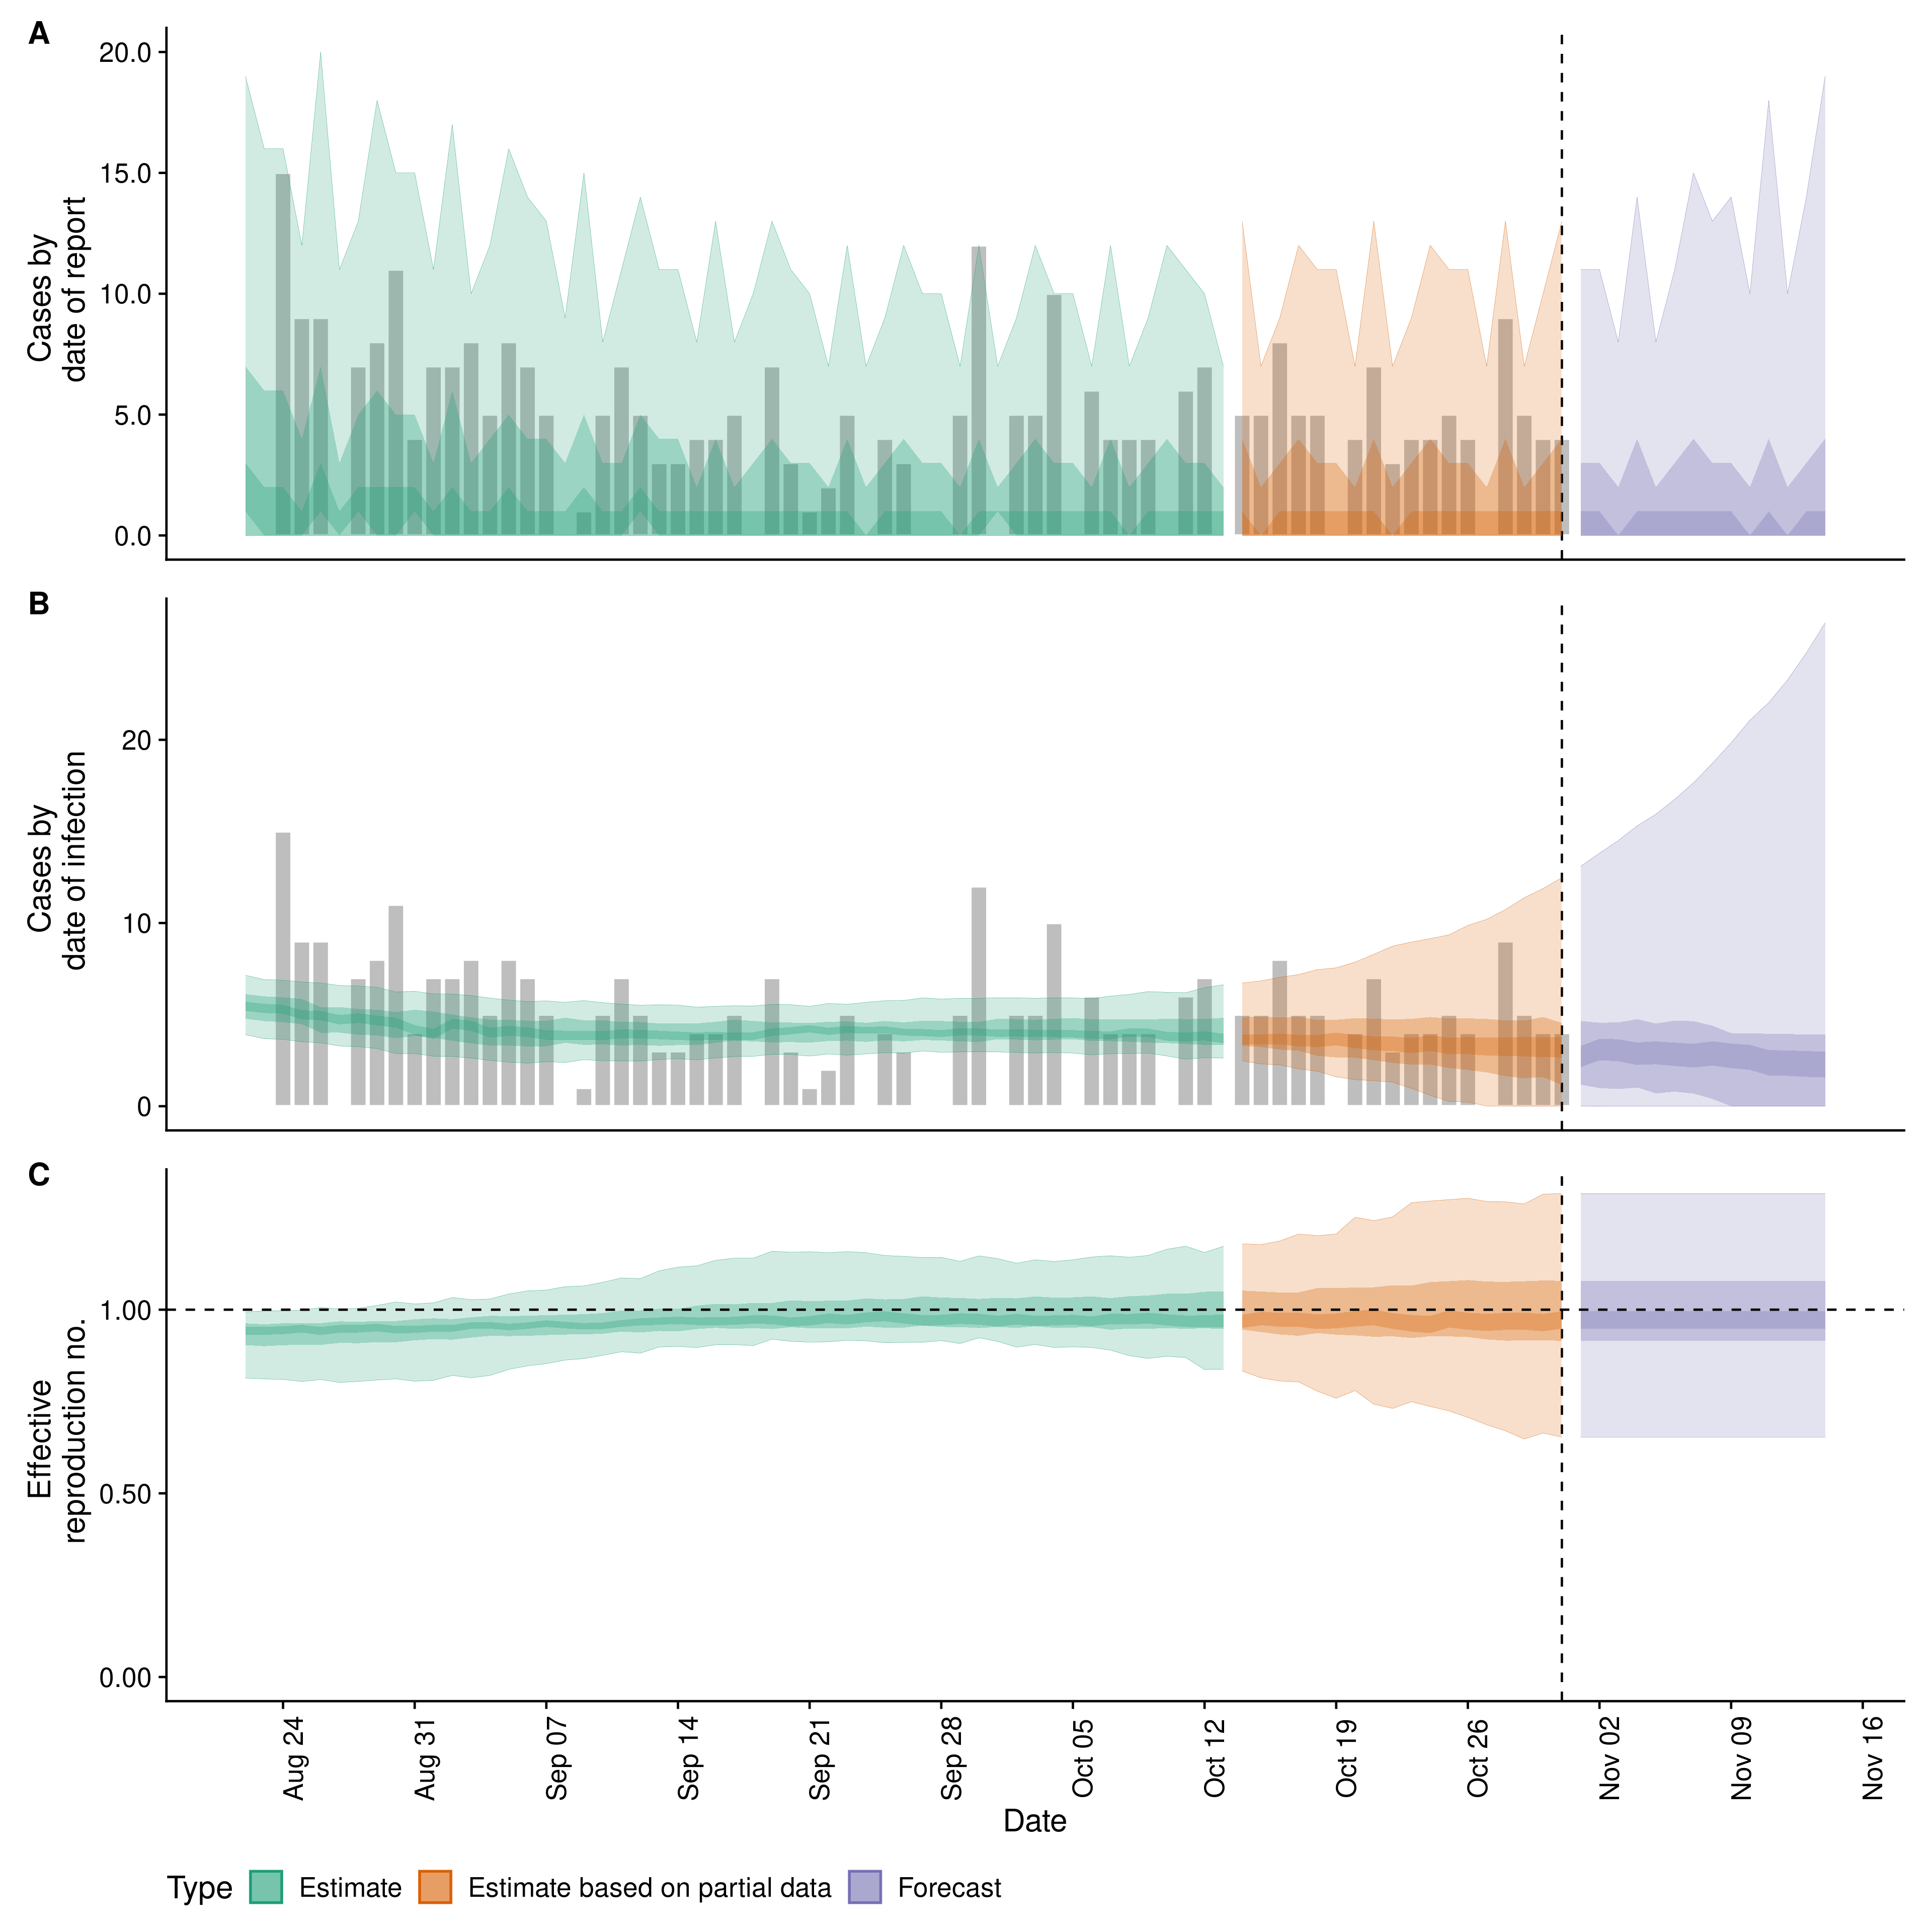 A
20.0
15.0
10.0
5.0
0.0
Cases by
date of report
B
20
10
0
Cases by
date of infection
C
1.00
0.50
0.00
Effective
reproduction no.
Aug 24
Aug 31
Sep 07
Sep 14
Sep 21
Sep 28
Oct 05
Oct 12
Oct 19
Oct 26
Nov 02
Nov 09
Nov 16
Date
Type Estimate Estimate based on partial data Forecast